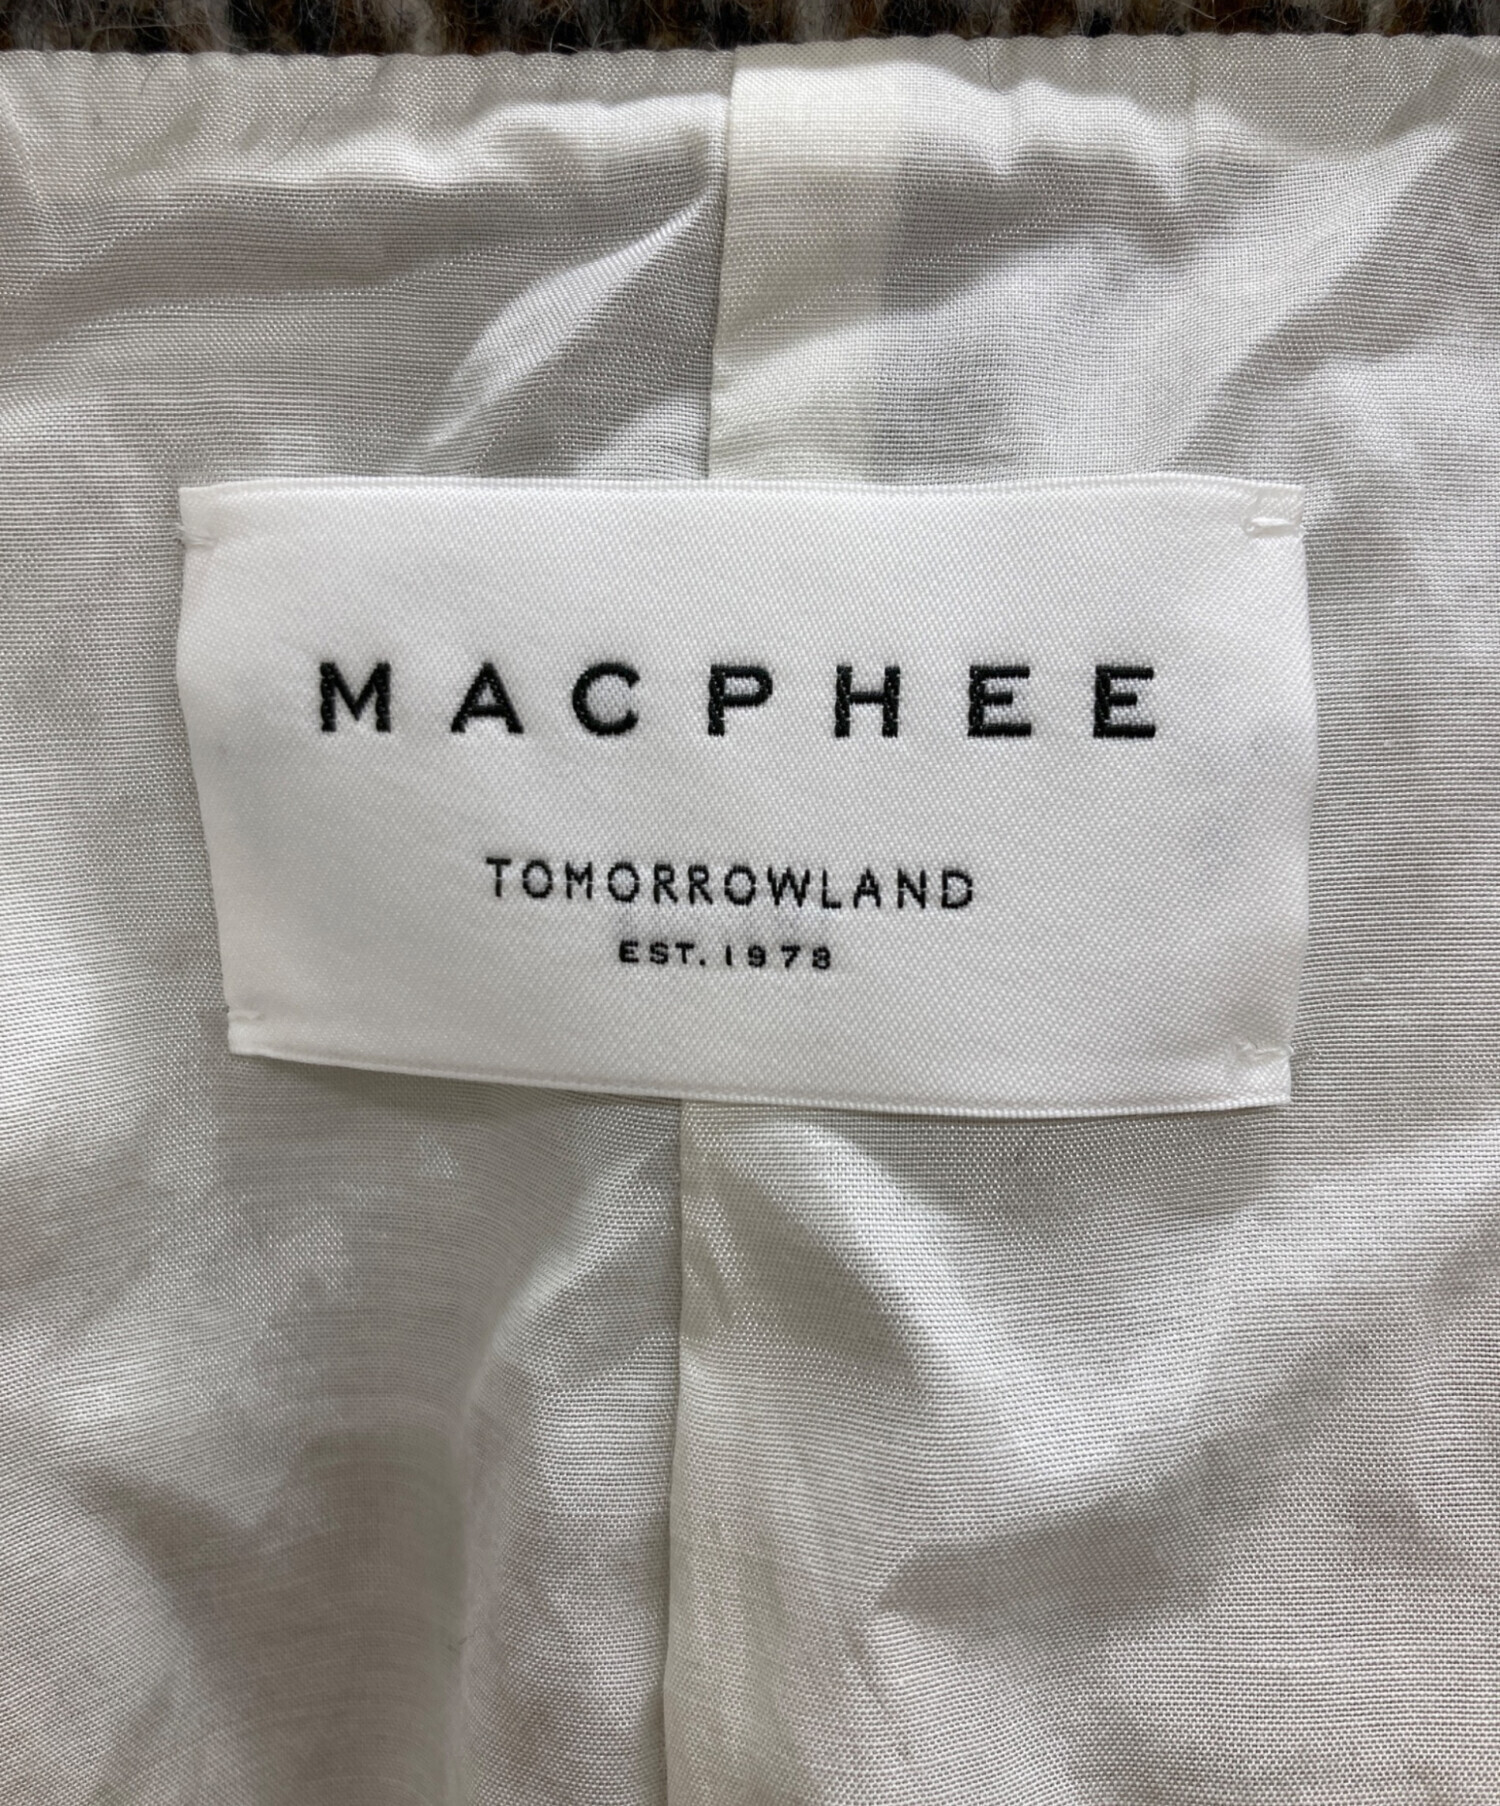 MACPHEE
TOMORROWLAND
EST. 1978